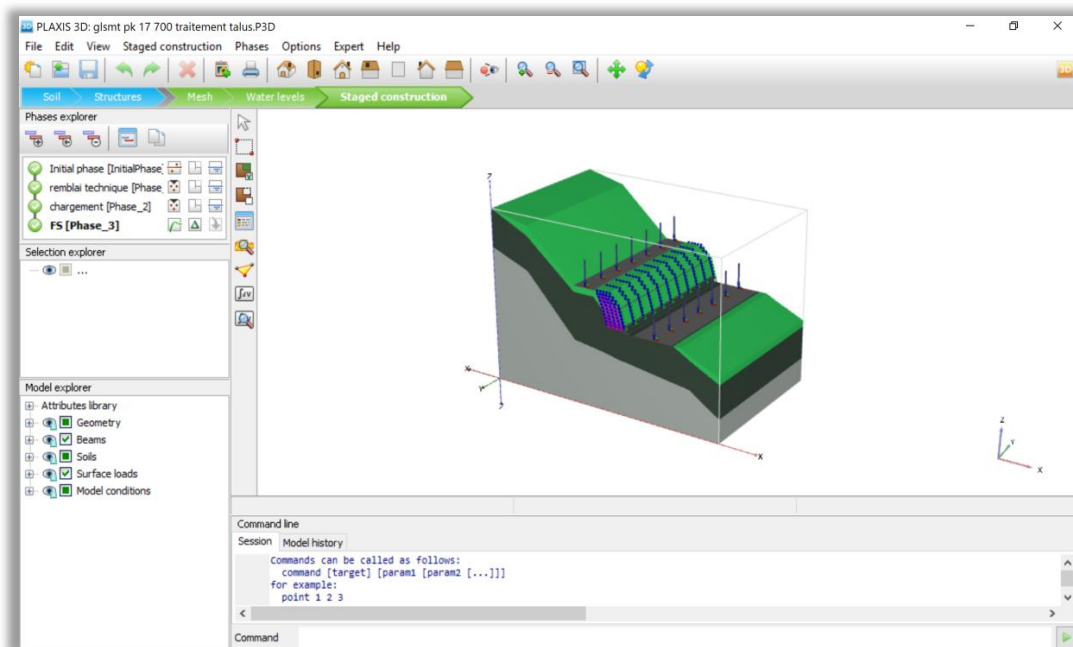 PLAXIS 3D: glsmt pk 17 700 traitement talus.P3D
File Edit View Staged construction Phases Options Expert Help
Soil Structures Mesh Water levels Staged construction
Phases explorer
Initial phase [InitialPhase]
remblai technique [Phase_
chargement [Phase_2]
FS [Phase_3]
Selection explorer
...
Model explorer
Attributes library
Geometry
Beams
Soils
Surface loads
Model conditions
Z
X
Y
X
Z
Y
X
Command line
Session Model history
Commands can be called as follows:
command [target] [param1 [param2 [...]]]
for example:
point 1 2 3
Command